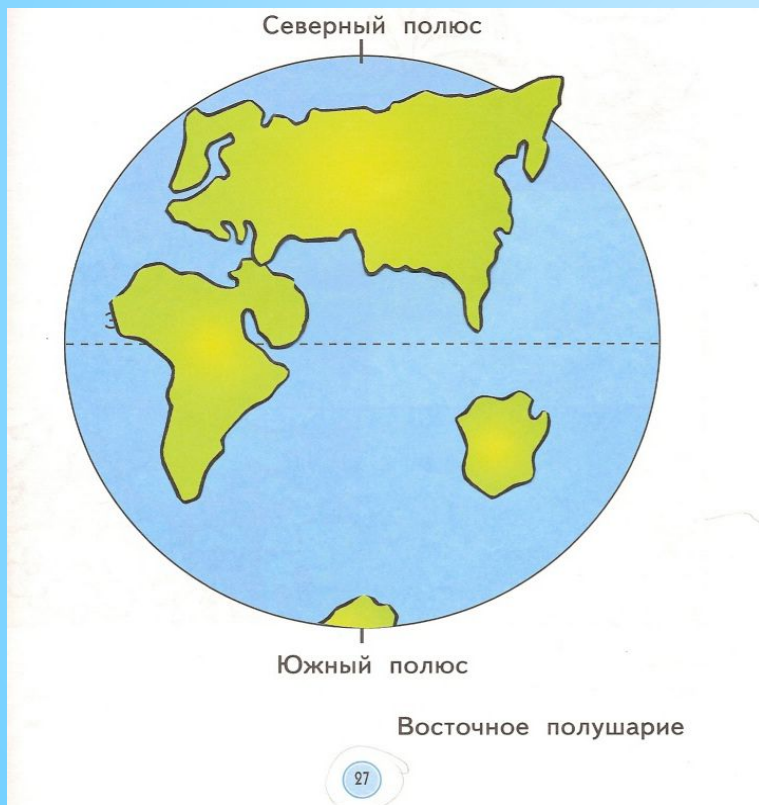 Северный полюс
Э
Южный полюс
Восточное полушарие
27